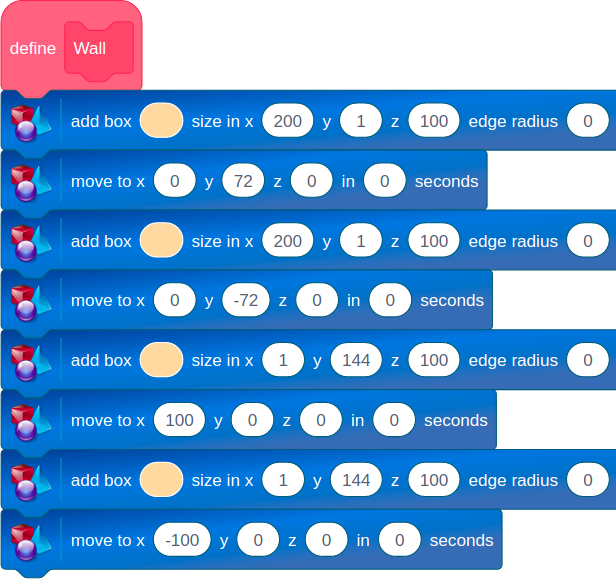 define Wall
add box size in x 200 y 1 z 100 edge radius 0
move to x 0 y 72 z 0 in 0 seconds
add box size in x 200 y 1 z 100 edge radius 0
move to x 0 y -72 z 0 in 0 seconds
add box size in x 1 y 144 z 100 edge radius 0
move to x 100 y 0 z 0 in 0 seconds
add box size in x 1 y 144 z 100 edge radius 0
move to x -100 y 0 z 0 in 0 seconds